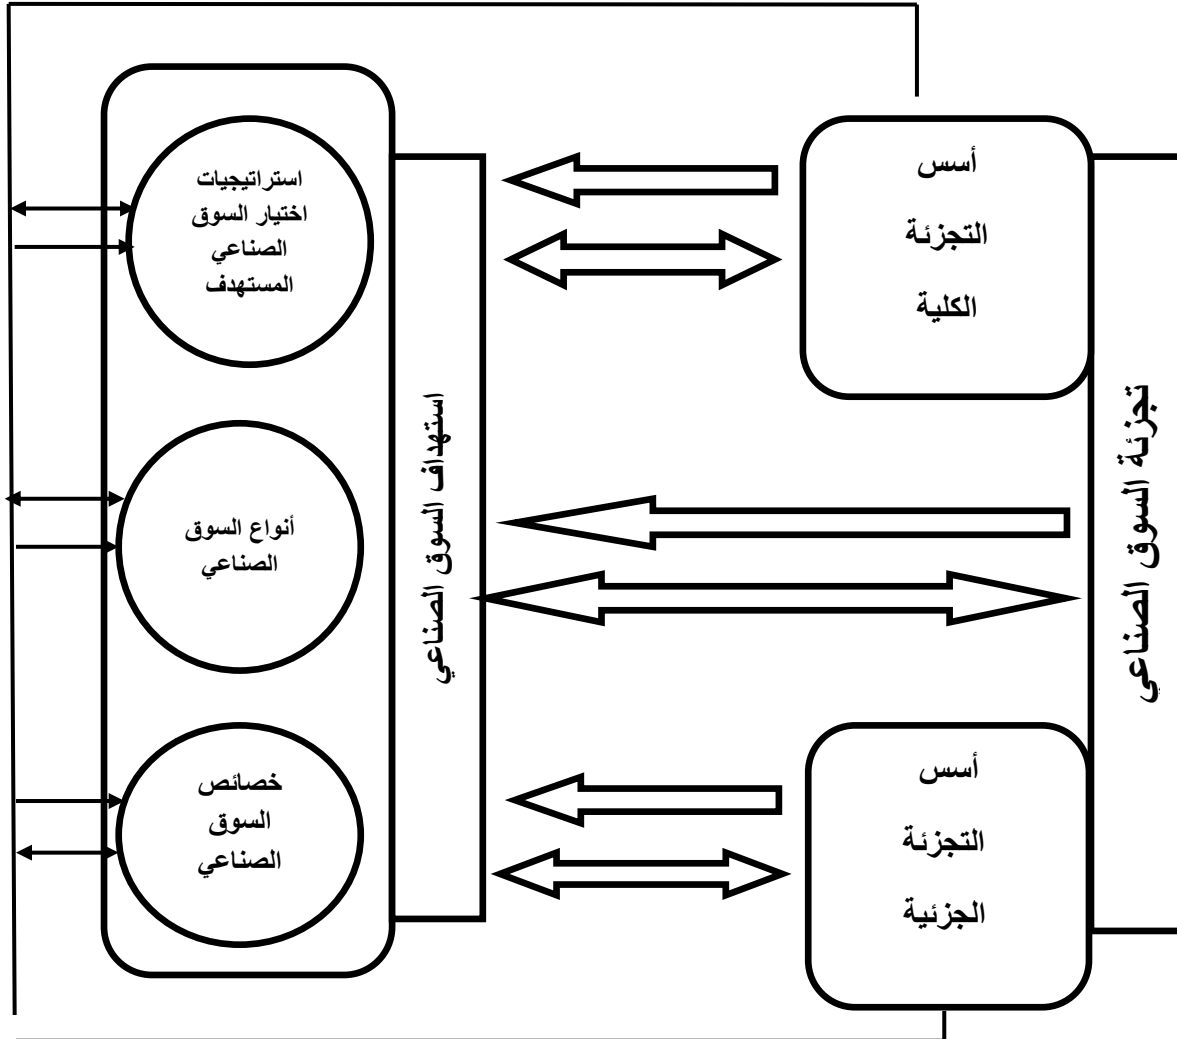 تجزئة السوق الصناعي
أسس
التجزئة
الكلية
أسس
التجزئة
الجزئية
استهداف السوق الصناعي
استراتيجيات
اختيار السوق
الصناعي
المستهدف
أنواع السوق
الصناعي
خصائص
السوق
الصناعي